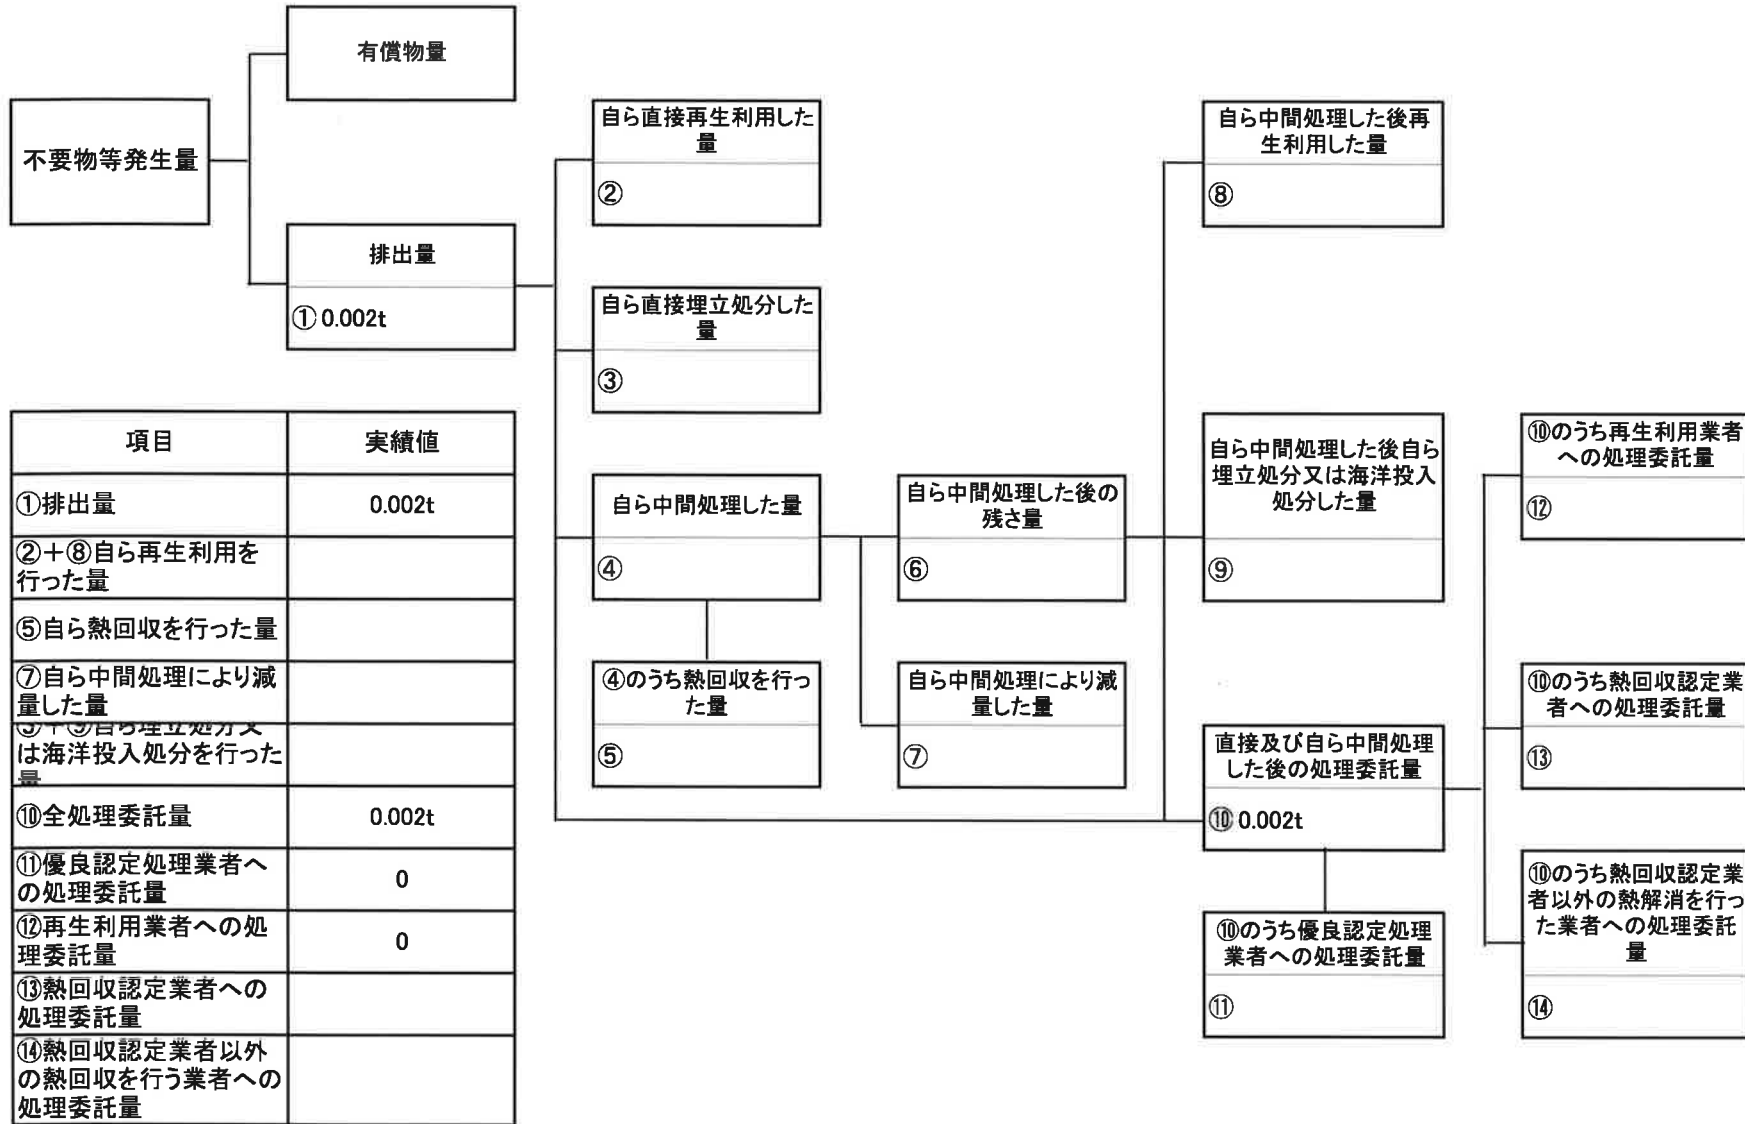 有償物量
不要物等発生量
排出量
①0.002t
自ら直接再生利用した
量
②
自ら直接埋立処分した
量
③
自ら中間処理した量
④
④のうち熱回収を行っ
た量
⑤
自ら中間処理した後の
残さ量
⑥
自ら中間処理により減
量した量
⑦
自ら中間処理した後再
生利用した量
⑧
自ら中間処理した後自ら
埋立処分又は海洋投入
処分した量
⑨
直接及び自ら中間処理
した後の処理委託量
⑩ 0.002t
⑩のうち優良認定処理
業者への処理委託量
⑪
⑩のうち再生利用業者
への処理委託量
⑫
⑩のうち熱回収認定業
者への処理委託量
⑬
⑩のうち熱回収認定業
者以外の熱解消を行っ
た業者への処理委託
量
⑭
項目 実績値
①排出量 0.002t
②+⑧自ら再生利用を
行った量
⑤自ら熱回収を行った量
⑦自ら中間処理により減
量した量
③+⑨自ら埋立処分又
は海洋投入処分を行った
量
⑩全処理委託量 0.002t
⑪優良認定処理業者へ
の処理委託量 0
⑫再生利用業者への処
理委託量 0
⑬熱回収認定業者への
処理委託量
⑭熱回収認定業者以外
の熱回収を行う業者への
処理委託量